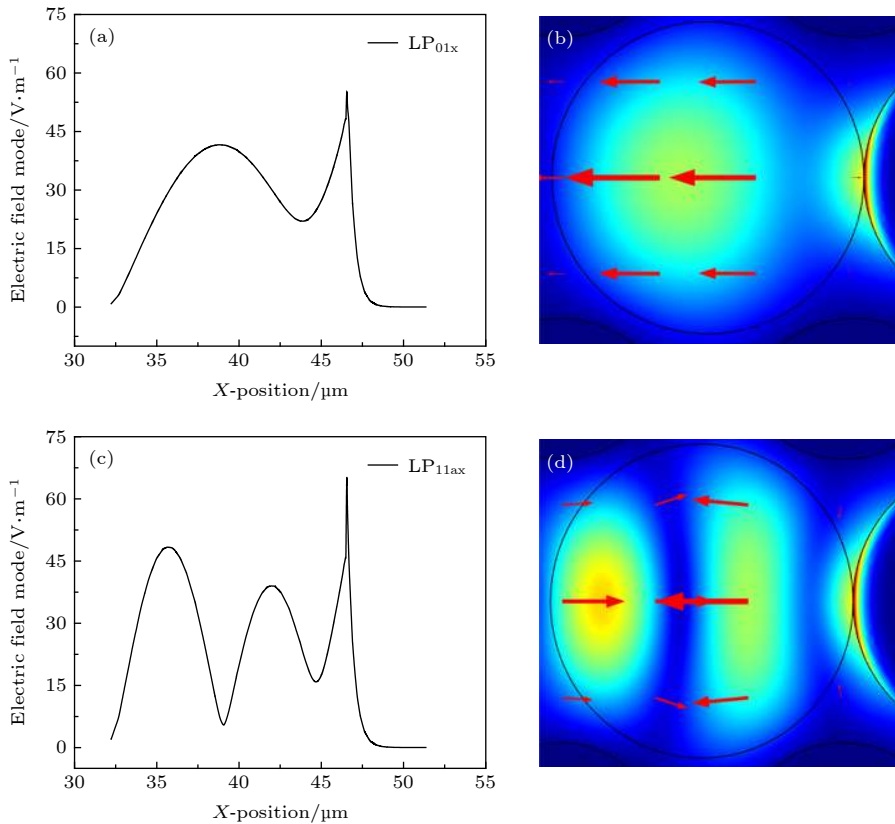 (a)
LP01x
75
60
45
30
15
0
Electric field mode/V·m−1
30 35 40 45 50 55
X-position/μm
(b)
(c)
LP11ax
75
60
45
30
15
0
Electric field mode/V·m−1
30 35 40 45 50 55
X-position/μm
(d)